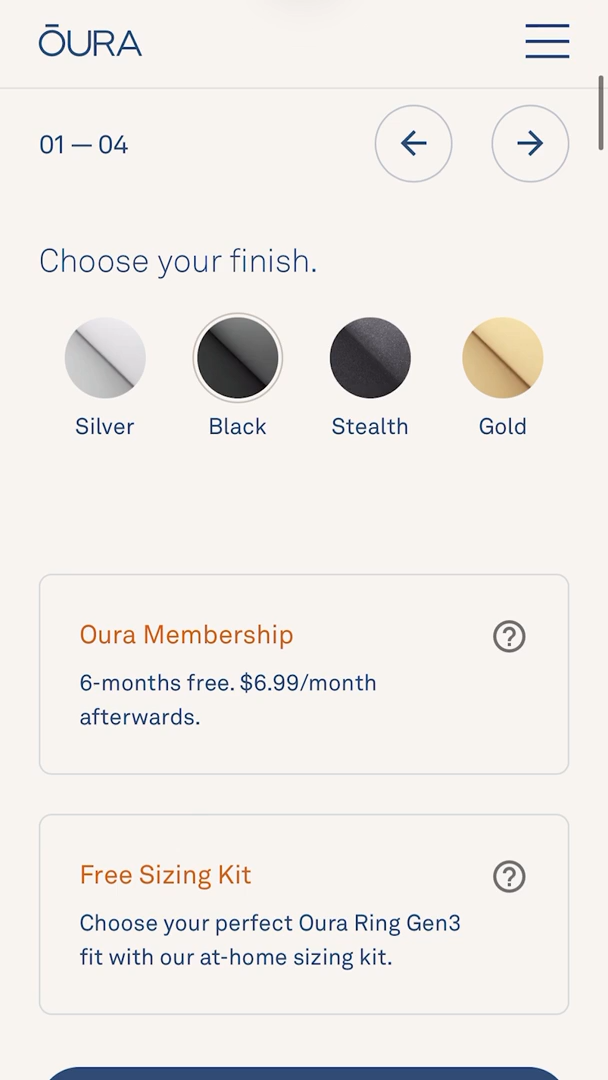 ŌURA
01 — 04
Choose your finish.
Silver
Black
Stealth
Gold
Oura Membership
6-months free. $6.99/month
afterwards.
Free Sizing Kit
Choose your perfect Oura Ring Gen3
fit with our at-home sizing kit.